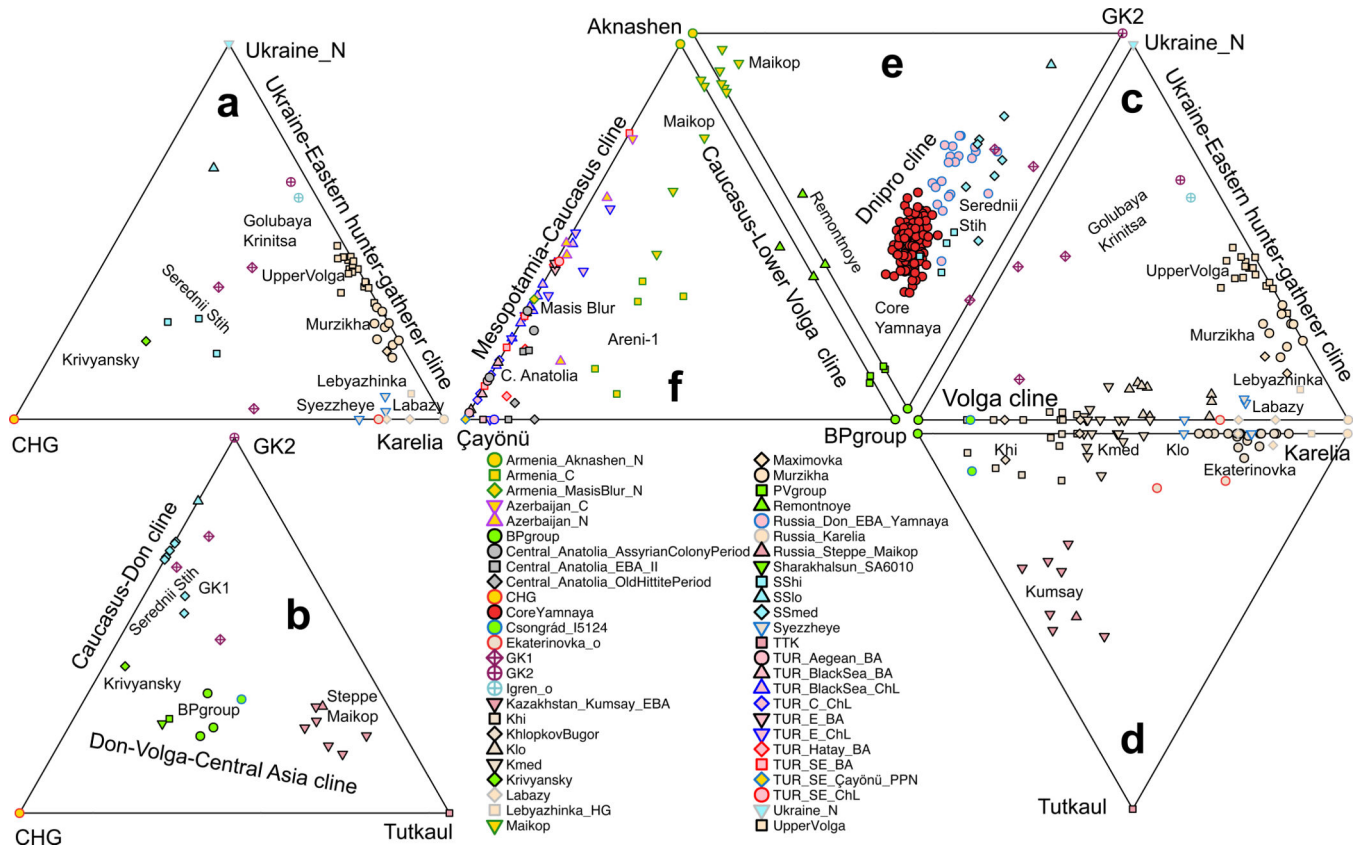 Ukraine_N
a
Ukraine-Eastern hunter-gatherer cline
Golubaya
Krinitsa
UpperVolga
Serednii Stih
Murzikha
Krivyansky
Lebyazhinka
Syezzheye
Labazy
CHG
Karelia
GK2
Caucasus-Don cline
GK1
Serednii Stih
b
Krivyansky
BPgroup
Steppe
Maikop
Don-Volga-Central Asia cline
CHG
Tutkaul
Aknashen
Maikop
Maikop
Mesopotamia-Caucasus cline
Caucasus-Lower Volga cline
Masis Blur
Areni-1
C. Anatolia
f
Çayönü
BPgroup
GK2
e
Dnipro cline
Remontnoye
Serednii
Stih
Core
Yamnaya
Ukraine_N
c
Ukraine-Eastern hunter-gatherer cline
Golubaya
Krinitsa
UpperVolga
Murzikha
Lebyazhinka
Labazy
Volga cline
Khi
Kmed
Klo
Karelia
Ekaterinovka
Kumsay
d
Tutkaul
Armenia_Aknashen_N
Armenia_C
Armenia_MasisBlur_N
Azerbaijan_C
Azerbaijan_N
BPgroup
Central_Anatolia_AssyrianColonyPeriod
Central_Anatolia_EBA_II
Central_Anatolia_OldHittitePeriod
CHG
CoreYamnaya
Csongrád_I5124
Ekaterinovka_o
GK1
GK2
Igren_o
Kazakhstan_Kumsay_EBA
Khi
KhlopkovBugor
Klo
Kmed
Krivyansky
Labazy
Lebyazhinka_HG
Maikop
Maximovka
Murzikha
PVgroup
Remontnoye
Russia_Don_EBA_Yamnaya
Russia_Karelia
Russia_Steppe_Maikop
Sharakhalsun_SA6010
SShi
SSlo
SSmed
Syezzheye
TTK
TUR_Aegean_BA
TUR_BlackSea_BA
TUR_BlackSea_ChL
TUR_C_ChL
TUR_E_BA
TUR_E_ChL
TUR_Hatay_BA
TUR_SE_BA
TUR_SE_Çayönü_PPN
TUR_SE_ChL
Ukraine_N
UpperVolga